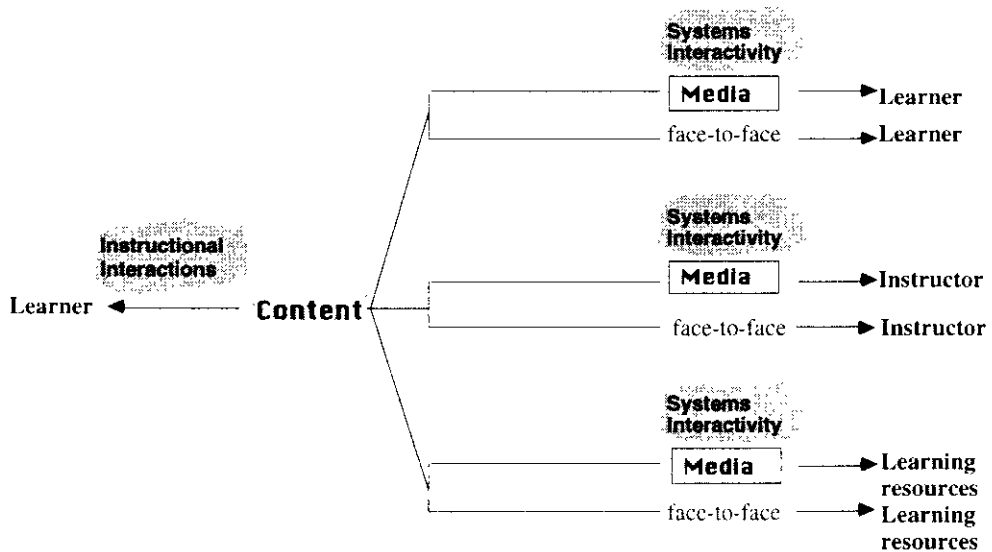 Systems
Interactivity
Media
Learner
face-to-face
Learner
Instructional
Interactions
Learner
Content
Systems
Interactivity
Media
Instructor
face-to-face
Instructor
Systems
Interactivity
Media
Learning
resources
face-to-face
Learning
resources